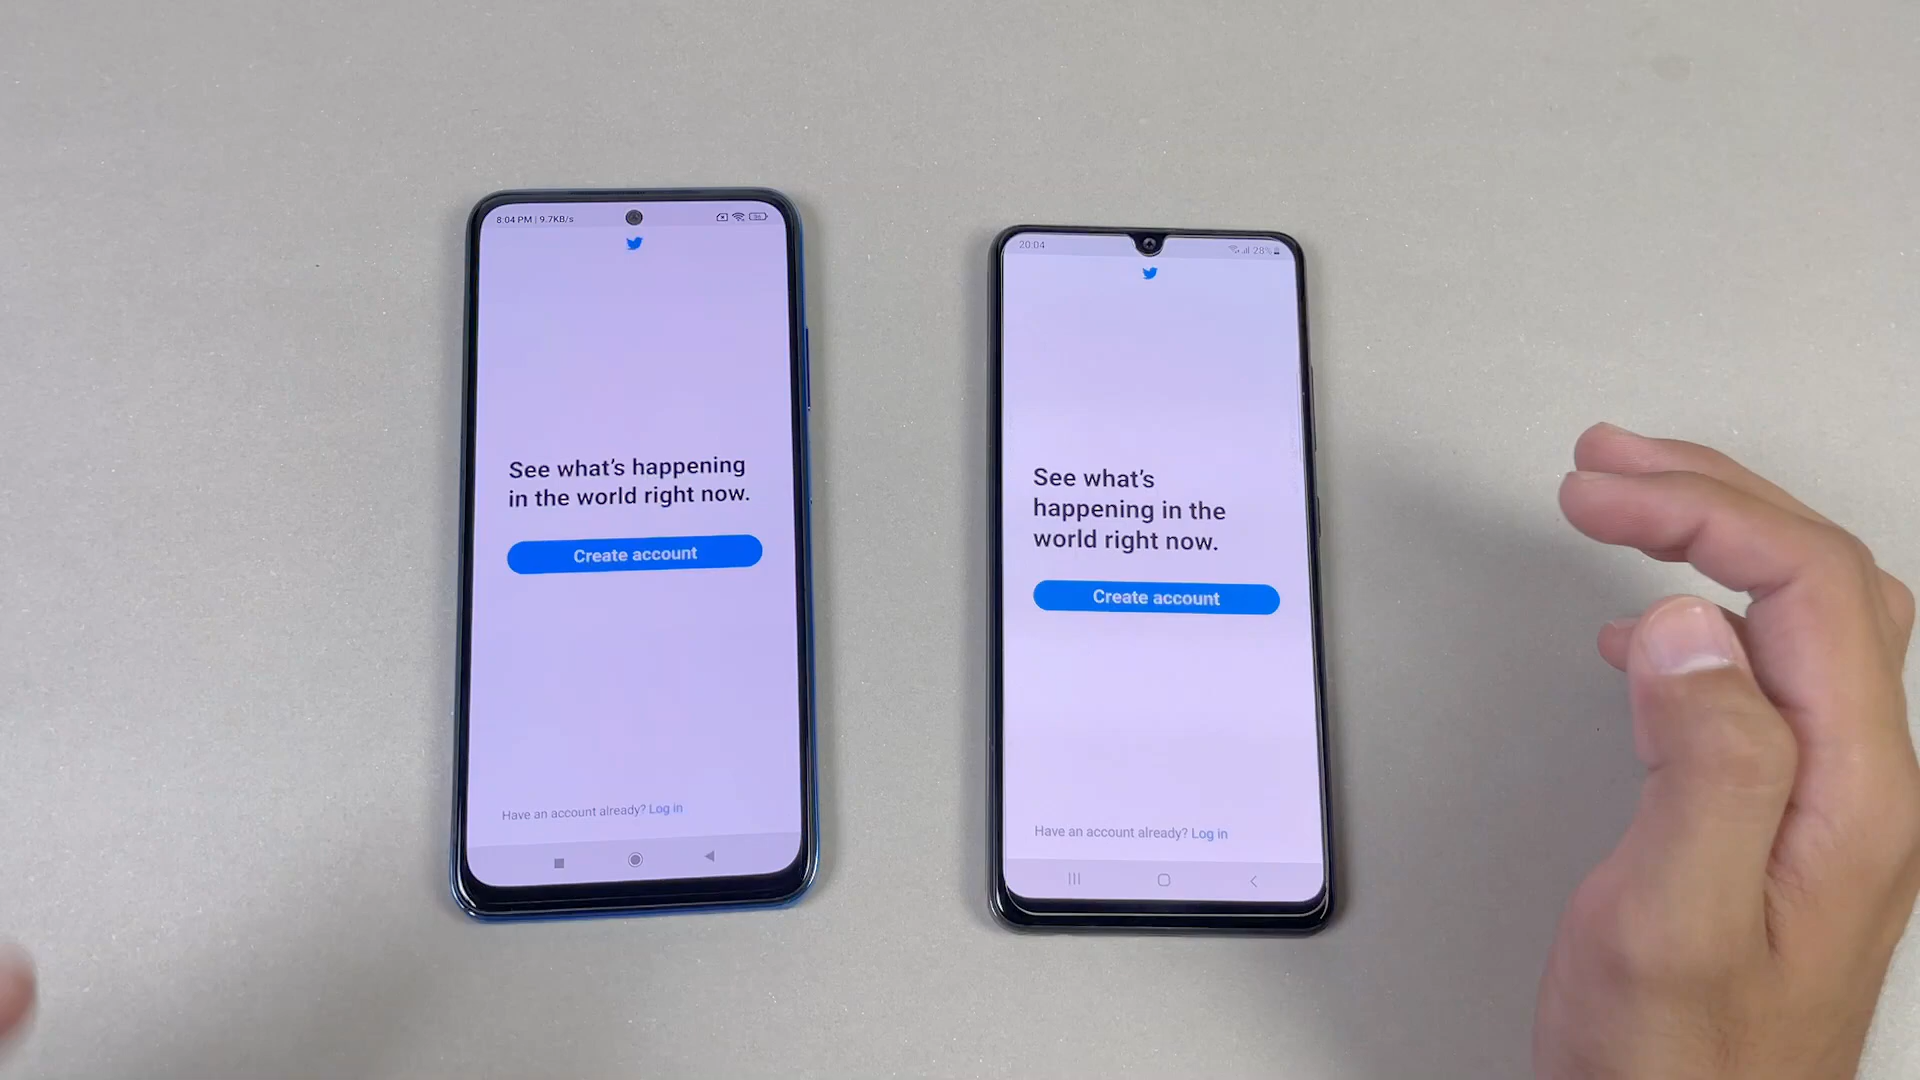 8:04 PM | 9.7KB/s
See what's happening
in the world right now.
Create account
Have an account already? Log in
20:04
28%
See what's
happening in the
world right now.
Create account
Have an account already? Log in